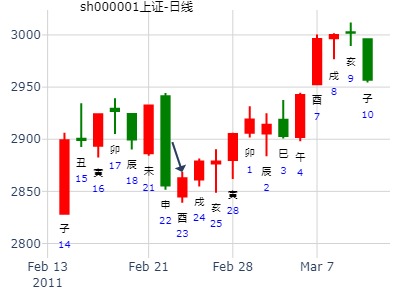 sh000001上证-日线
3000
2950
2900
2850
2800
子
14
丑
15
寅
16
卯
17
辰
18
未
21
申
22
酉
23
戌
24
亥
25
寅
28
卯
1
辰
2
巳
3
午
4
酉
7
戌
8
亥
9
子
10
Feb 13
2011
Feb 21
Feb 28
Mar 7